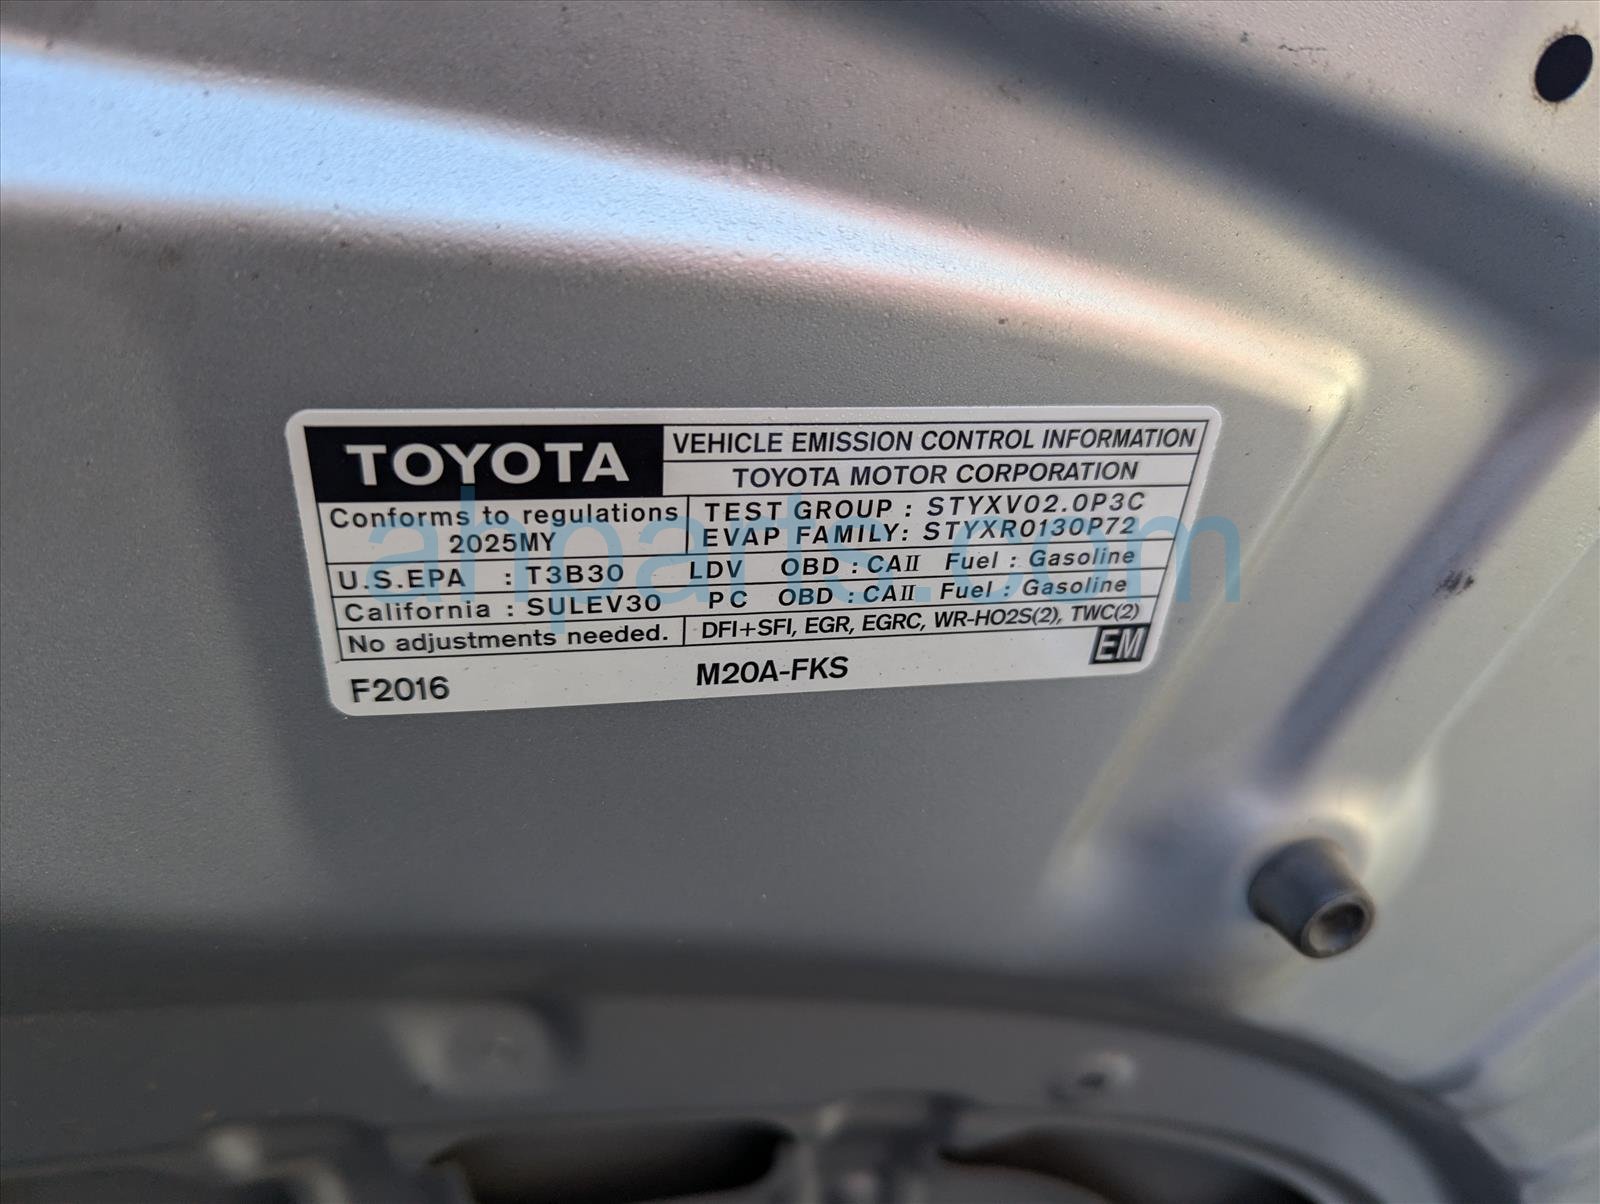 TOYOTA
VEHICLE EMISSION CONTROL INFORMATION
TOYOTA MOTOR CORPORATION
Conforms to regulations
2025MY
TEST GROUP : STYXV02.0P3C
EVAP FAMILY: STYXR0130P72
U.S.EPA : T3B30 LDV OBD : CAⅡ Fuel : Gasoline
California : SULEV30 PC OBD : CAⅡ Fuel : Gasoline
No adjustments needed. DFI+SFI, EGR, EGRC, WR-HO2S(2), TWC(2)
F2016 M20A-FKS EM
ahparts.com